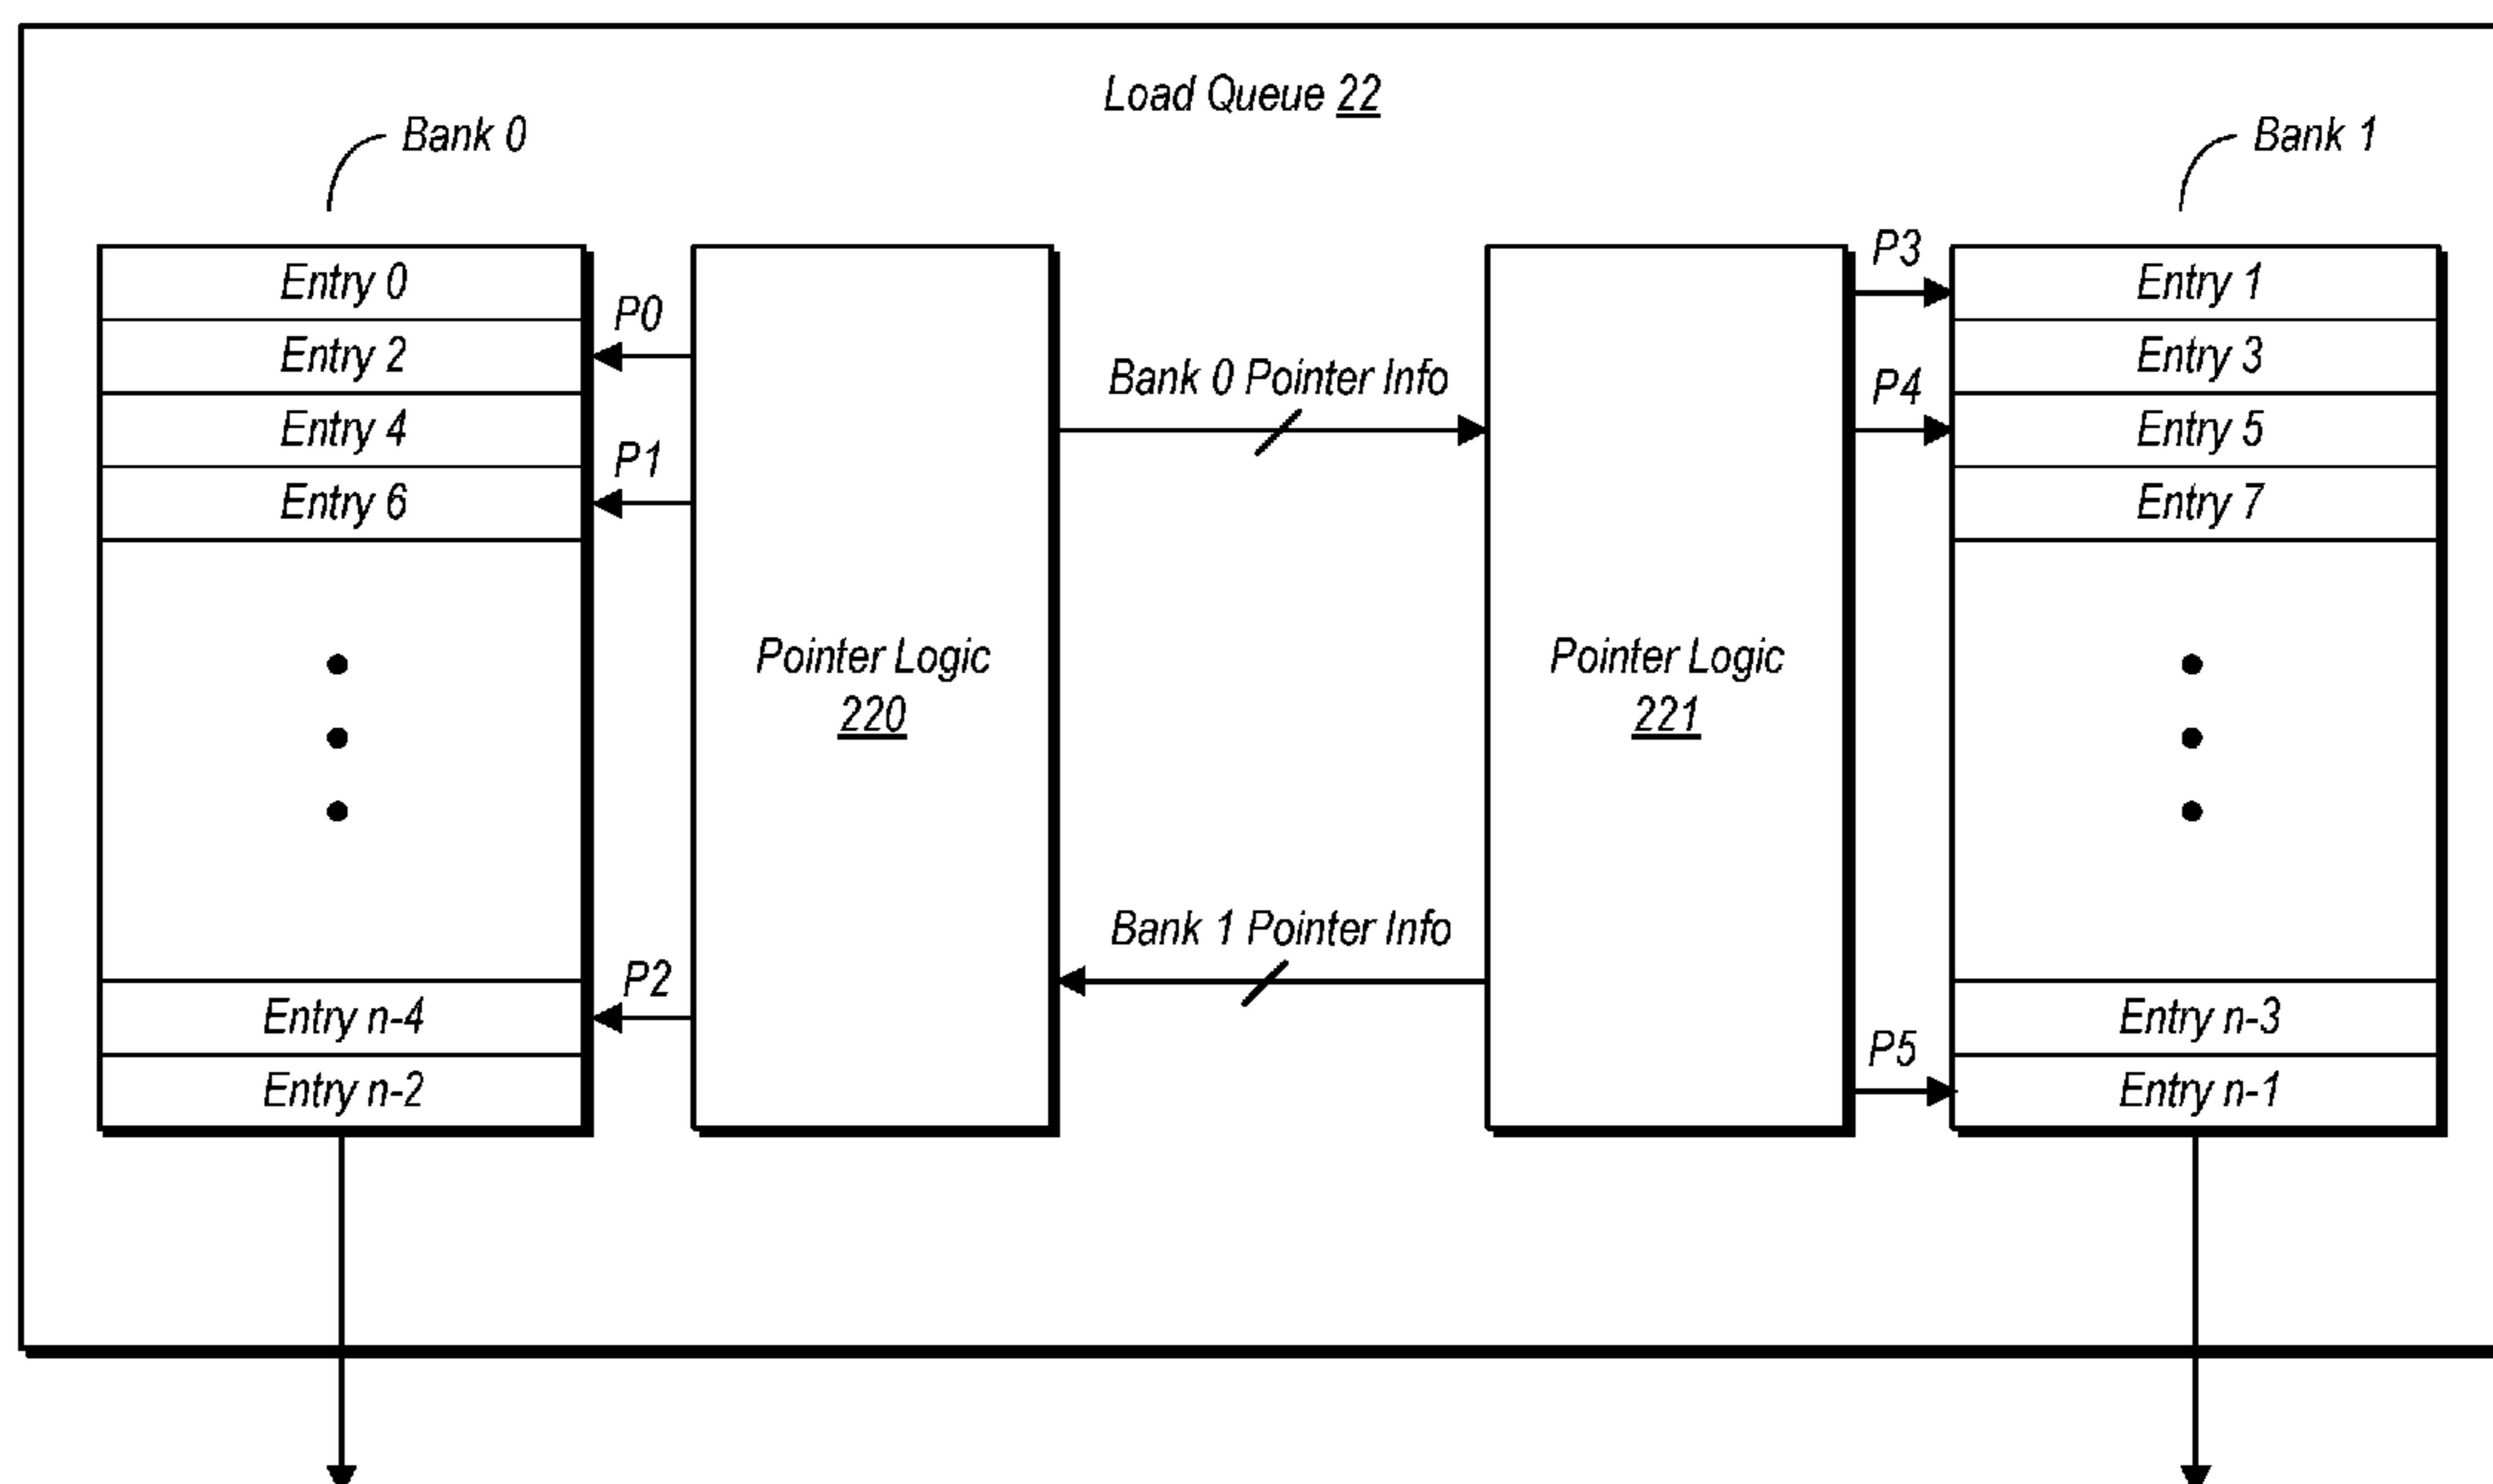 Load Queue 22
Bank 0
Bank 1
Entry 0
Entry 2
Entry 4
Entry 6
Entry n-4
Entry n-2
P0
P1
P2
Pointer Logic
220
Bank 0 Pointer Info
Bank 1 Pointer Info
Pointer Logic
221
P3
P4
P5
Entry 1
Entry 3
Entry 5
Entry 7
Entry n-3
Entry n-1